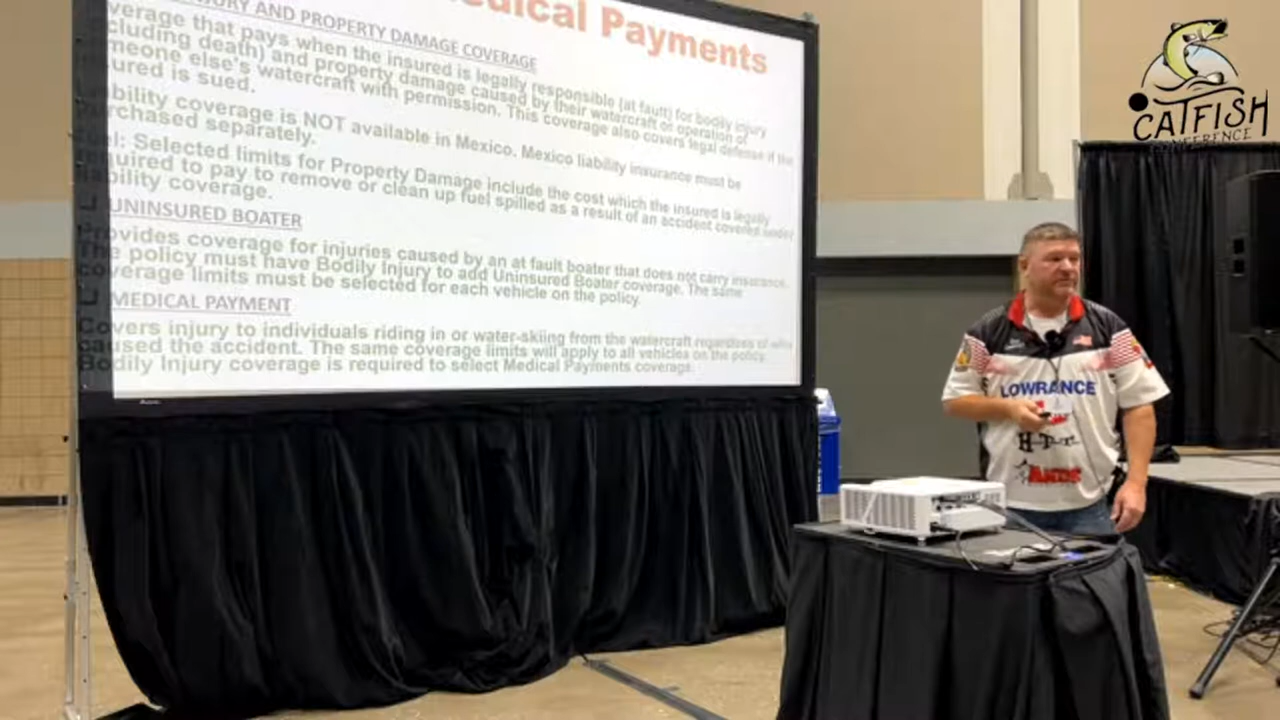 edical Payments
JURY AND PROPERTY DAMAGE COVERAGE
verage that pays when the insured is legally responsible (at fault) for bodily injury
cluding death) and property damage caused by their watercraft or operation of
meone else's watercraft with permission. This coverage also covers legal defense if the
ured is sued.
ability coverage is NOT available in Mexico. Mexico liability insurance must be
rchased separately.
uel: Selected limits for Property Damage include the cost which the insured is legally
quired to pay to remove or clean up fuel spilled as a result of an accident covered under
ability coverage.
UNINSURED BOATER
Provides coverage for injuries caused by an at fault boater that does not carry insurance.
The policy must have Bodily Injury to add Uninsured Boater coverage. The same
coverage limits must be selected for each vehicle on the policy.
MEDICAL PAYMENT
Covers injury to individuals riding in or water-skiing from the watercraft regardless of who
caused the accident. The same coverage limits will apply to all vehicles on the policy.
Bodily Injury coverage is required to select Medical Payments coverage.
CATFISH
CONFERENCE
LOWRANCE